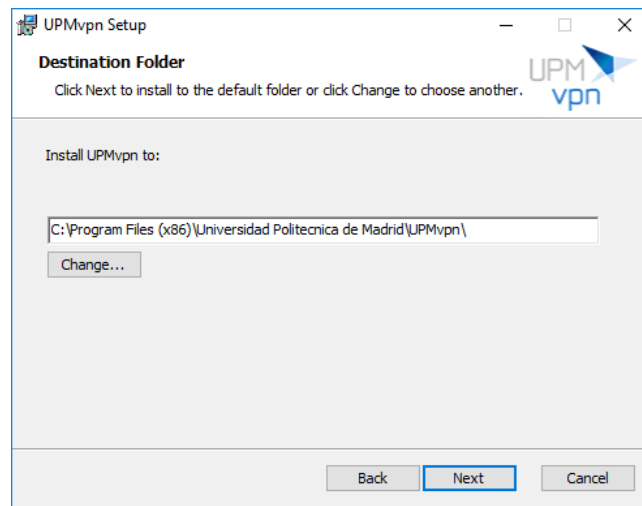 UPMvpn Setup
Destination Folder
Click Next to install to the default folder or click Change to choose another.
UPM
vpn
Install UPMvpn to:
C:\Program Files (x86)\Universidad Politecnica de Madrid\UPMvpn\
Change...
Back Next Cancel